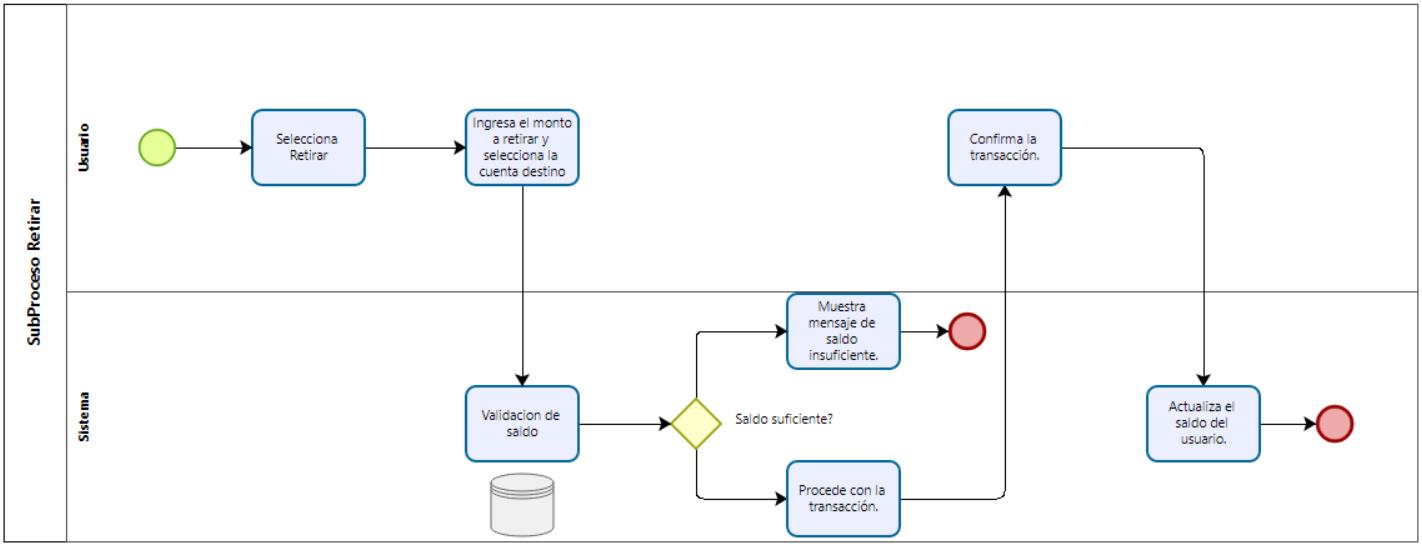 SubProceso Retirar
Usuario
Selecciona
Retirar
Ingresa el monto
a retirar y
selecciona la
cuenta destino
Confirma la
transacción.
Sistema
Validacion de
saldo
Saldo suficiente?
Muestra
mensaje de
saldo
insuficiente.
Procede con la
transacción.
Actualiza el
saldo del
usuario.